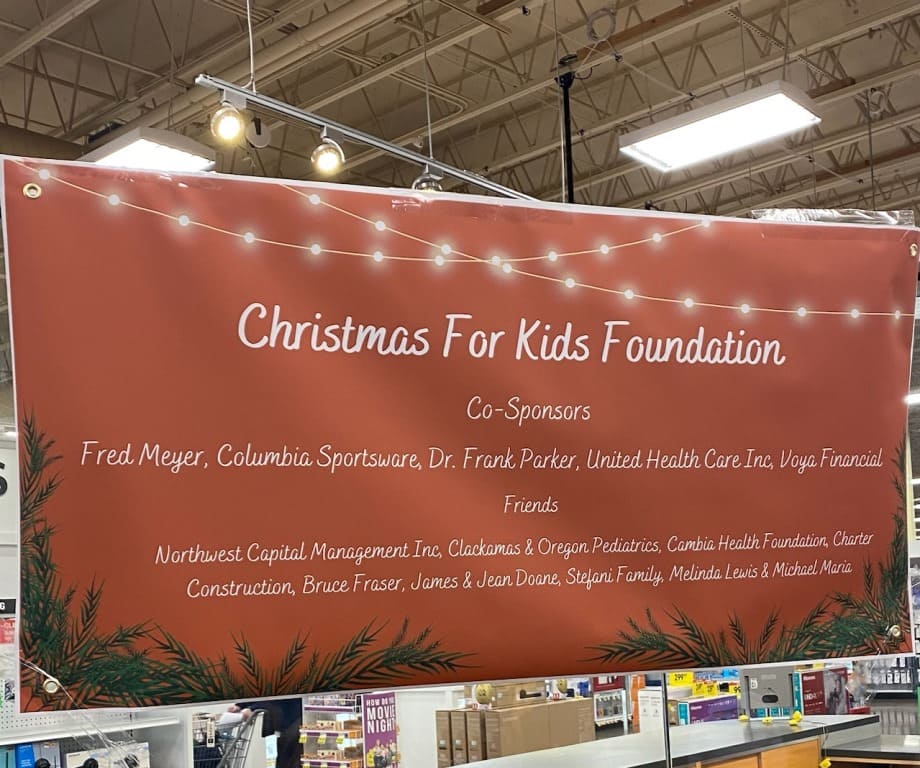 Christmas For Kids Foundation
Co-Sponsors
Fred Meyer, Columbia Sportsware, Dr. Frank Parker, United Health Care Inc, Voya Financial
Friends
Northwest Capital Management Inc, Clackamas & Oregon Pediatrics, Cambia Health Foundation, Charter
Construction, Bruce Fraser, James & Jean Doane, Stefani Family, Melinda Lewis & Michael Maria
S
MOVIE
NIGHT